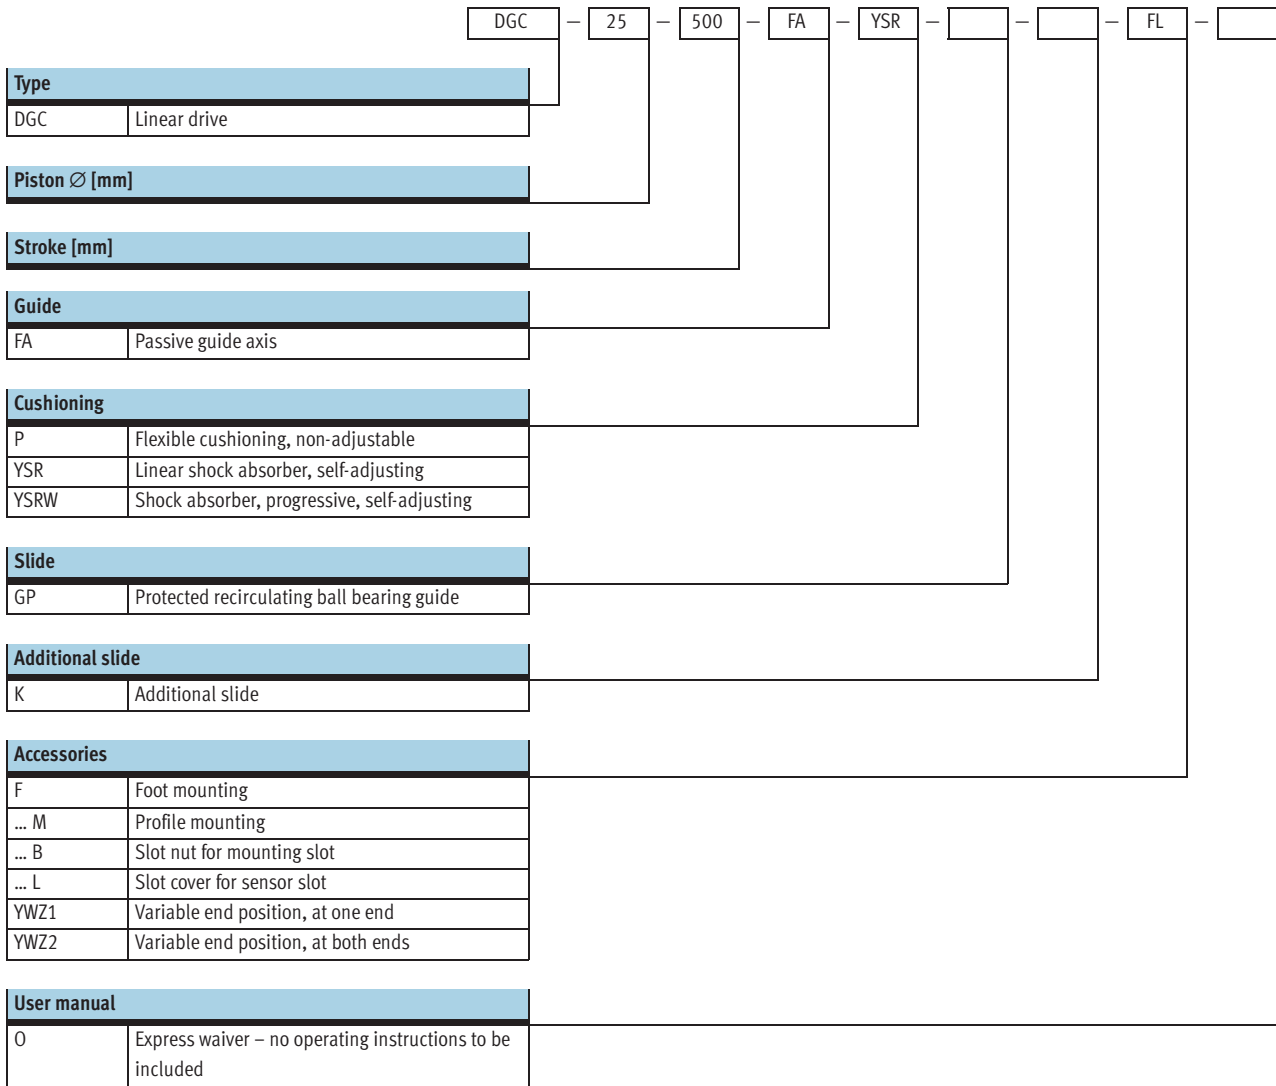 DGC – 25 – 500 – FA – YSR – – – FL –
Type
DGC Linear drive
Piston ∅ [mm]
Stroke [mm]
Guide
FA Passive guide axis
Cushioning
P Flexible cushioning, non-adjustable
YSR Linear shock absorber, self-adjusting
YSRW Shock absorber, progressive, self-adjusting
Slide
GP Protected recirculating ball bearing guide
Additional slide
K Additional slide
Accessories
F Foot mounting
... M Profile mounting
... B Slot nut for mounting slot
... L Slot cover for sensor slot
YWZ1 Variable end position, at one end
YWZ2 Variable end position, at both ends
User manual
O Express waiver – no operating instructions to be
included